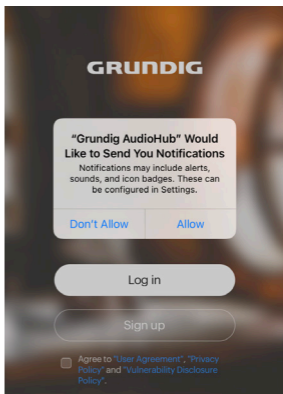 GRUNDIG
“Grundig AudioHub” Would
Like to Send You Notifications
Notifications may include alerts,
sounds, and icon badges. These can
be configured in Settings.
Don't Allow
Allow
Log in
Sign up
Agree to "User Agreement", "Privacy
Policy" and "Vulnerability Disclosure
Policy".